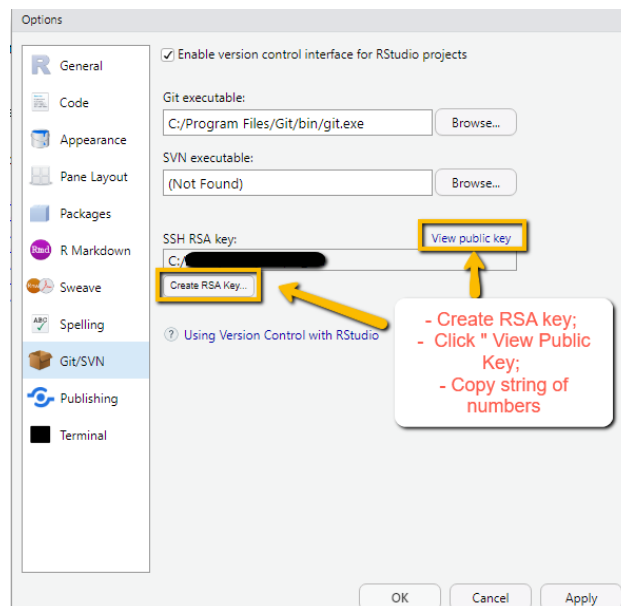 Options
General
Code
Appearance
Pane Layout
Packages
Rmd R Markdown
Sweave
ABC Spelling
Git/SVN
Publishing
Terminal
Enable version control interface for RStudio projects
Git executable:
C:/Program Files/Git/bin/git.exe Browse...
SVN executable:
(Not Found) Browse...
SSH RSA key: View public key
C:/
Create RSA Key...
? Using Version Control with RStudio
- Create RSA key;
- Click " View Public
Key;
- Copy string of
numbers
OK Cancel Apply